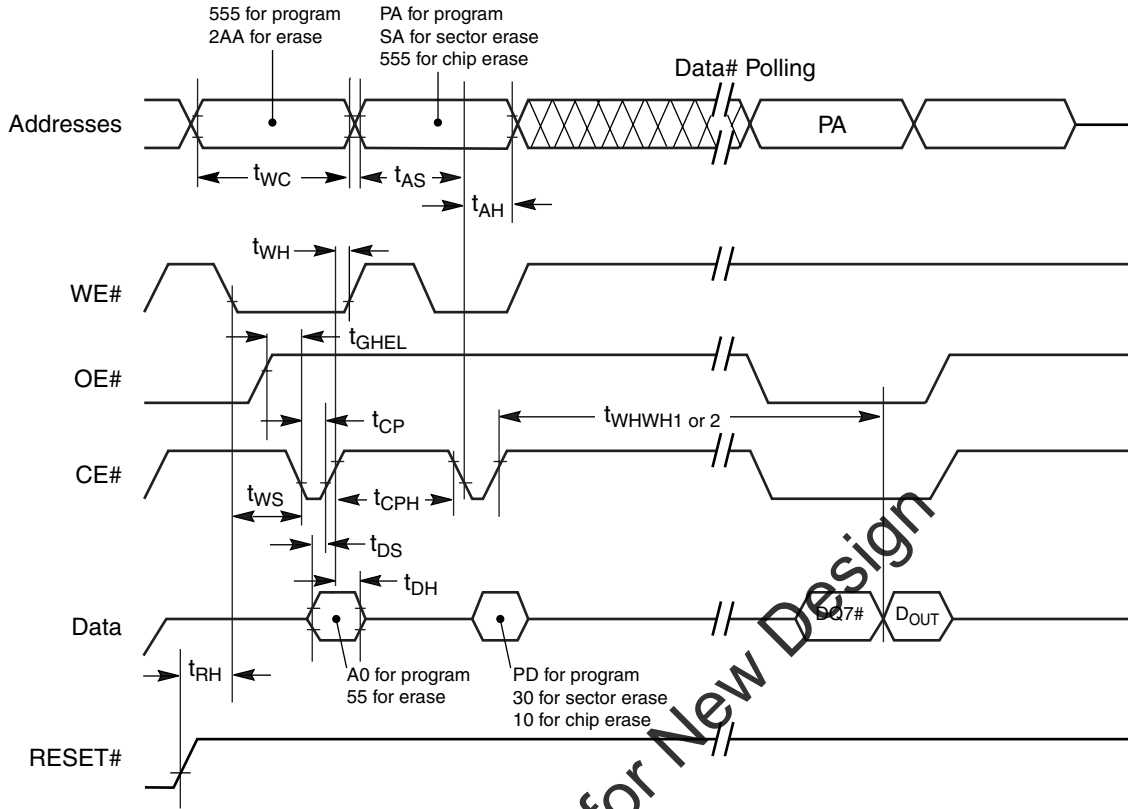 555 for program
2AA for erase
PA for program
SA for sector erase
555 for chip erase
Data# Polling
Addresses
PA
tWC
tAS
tAH
tWH
WE#
tGHEL
OE#
tWHWH1 or 2
tCP
CE#
tWS
tCPH
tDS
tDH
Data
DQ7#
DOUT
tRH
A0 for program
55 for erase
PD for program
30 for sector erase
10 for chip erase
RESET#
for New Design